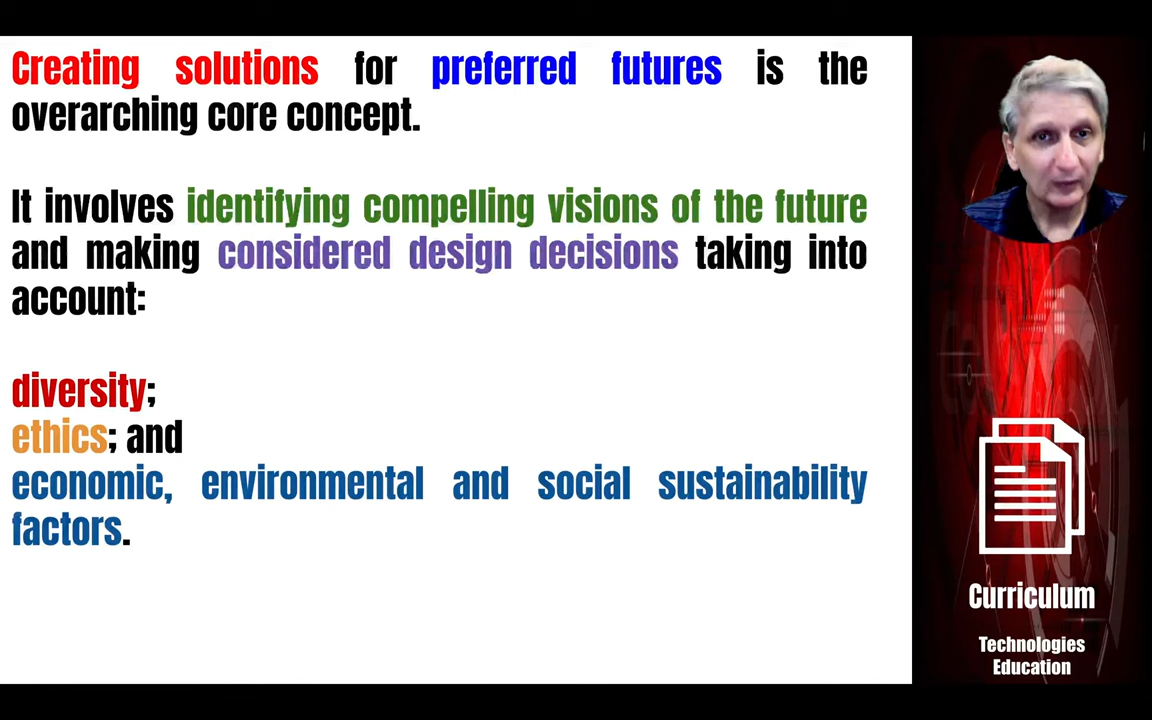 Creating solutions for preferred futures is the
overarching core concept.
It involves identifying compelling visions of the future
and making considered design decisions taking into
account:
diversity;
ethics; and
economic, environmental and social sustainability
factors.
Curriculum
Technologies
Education